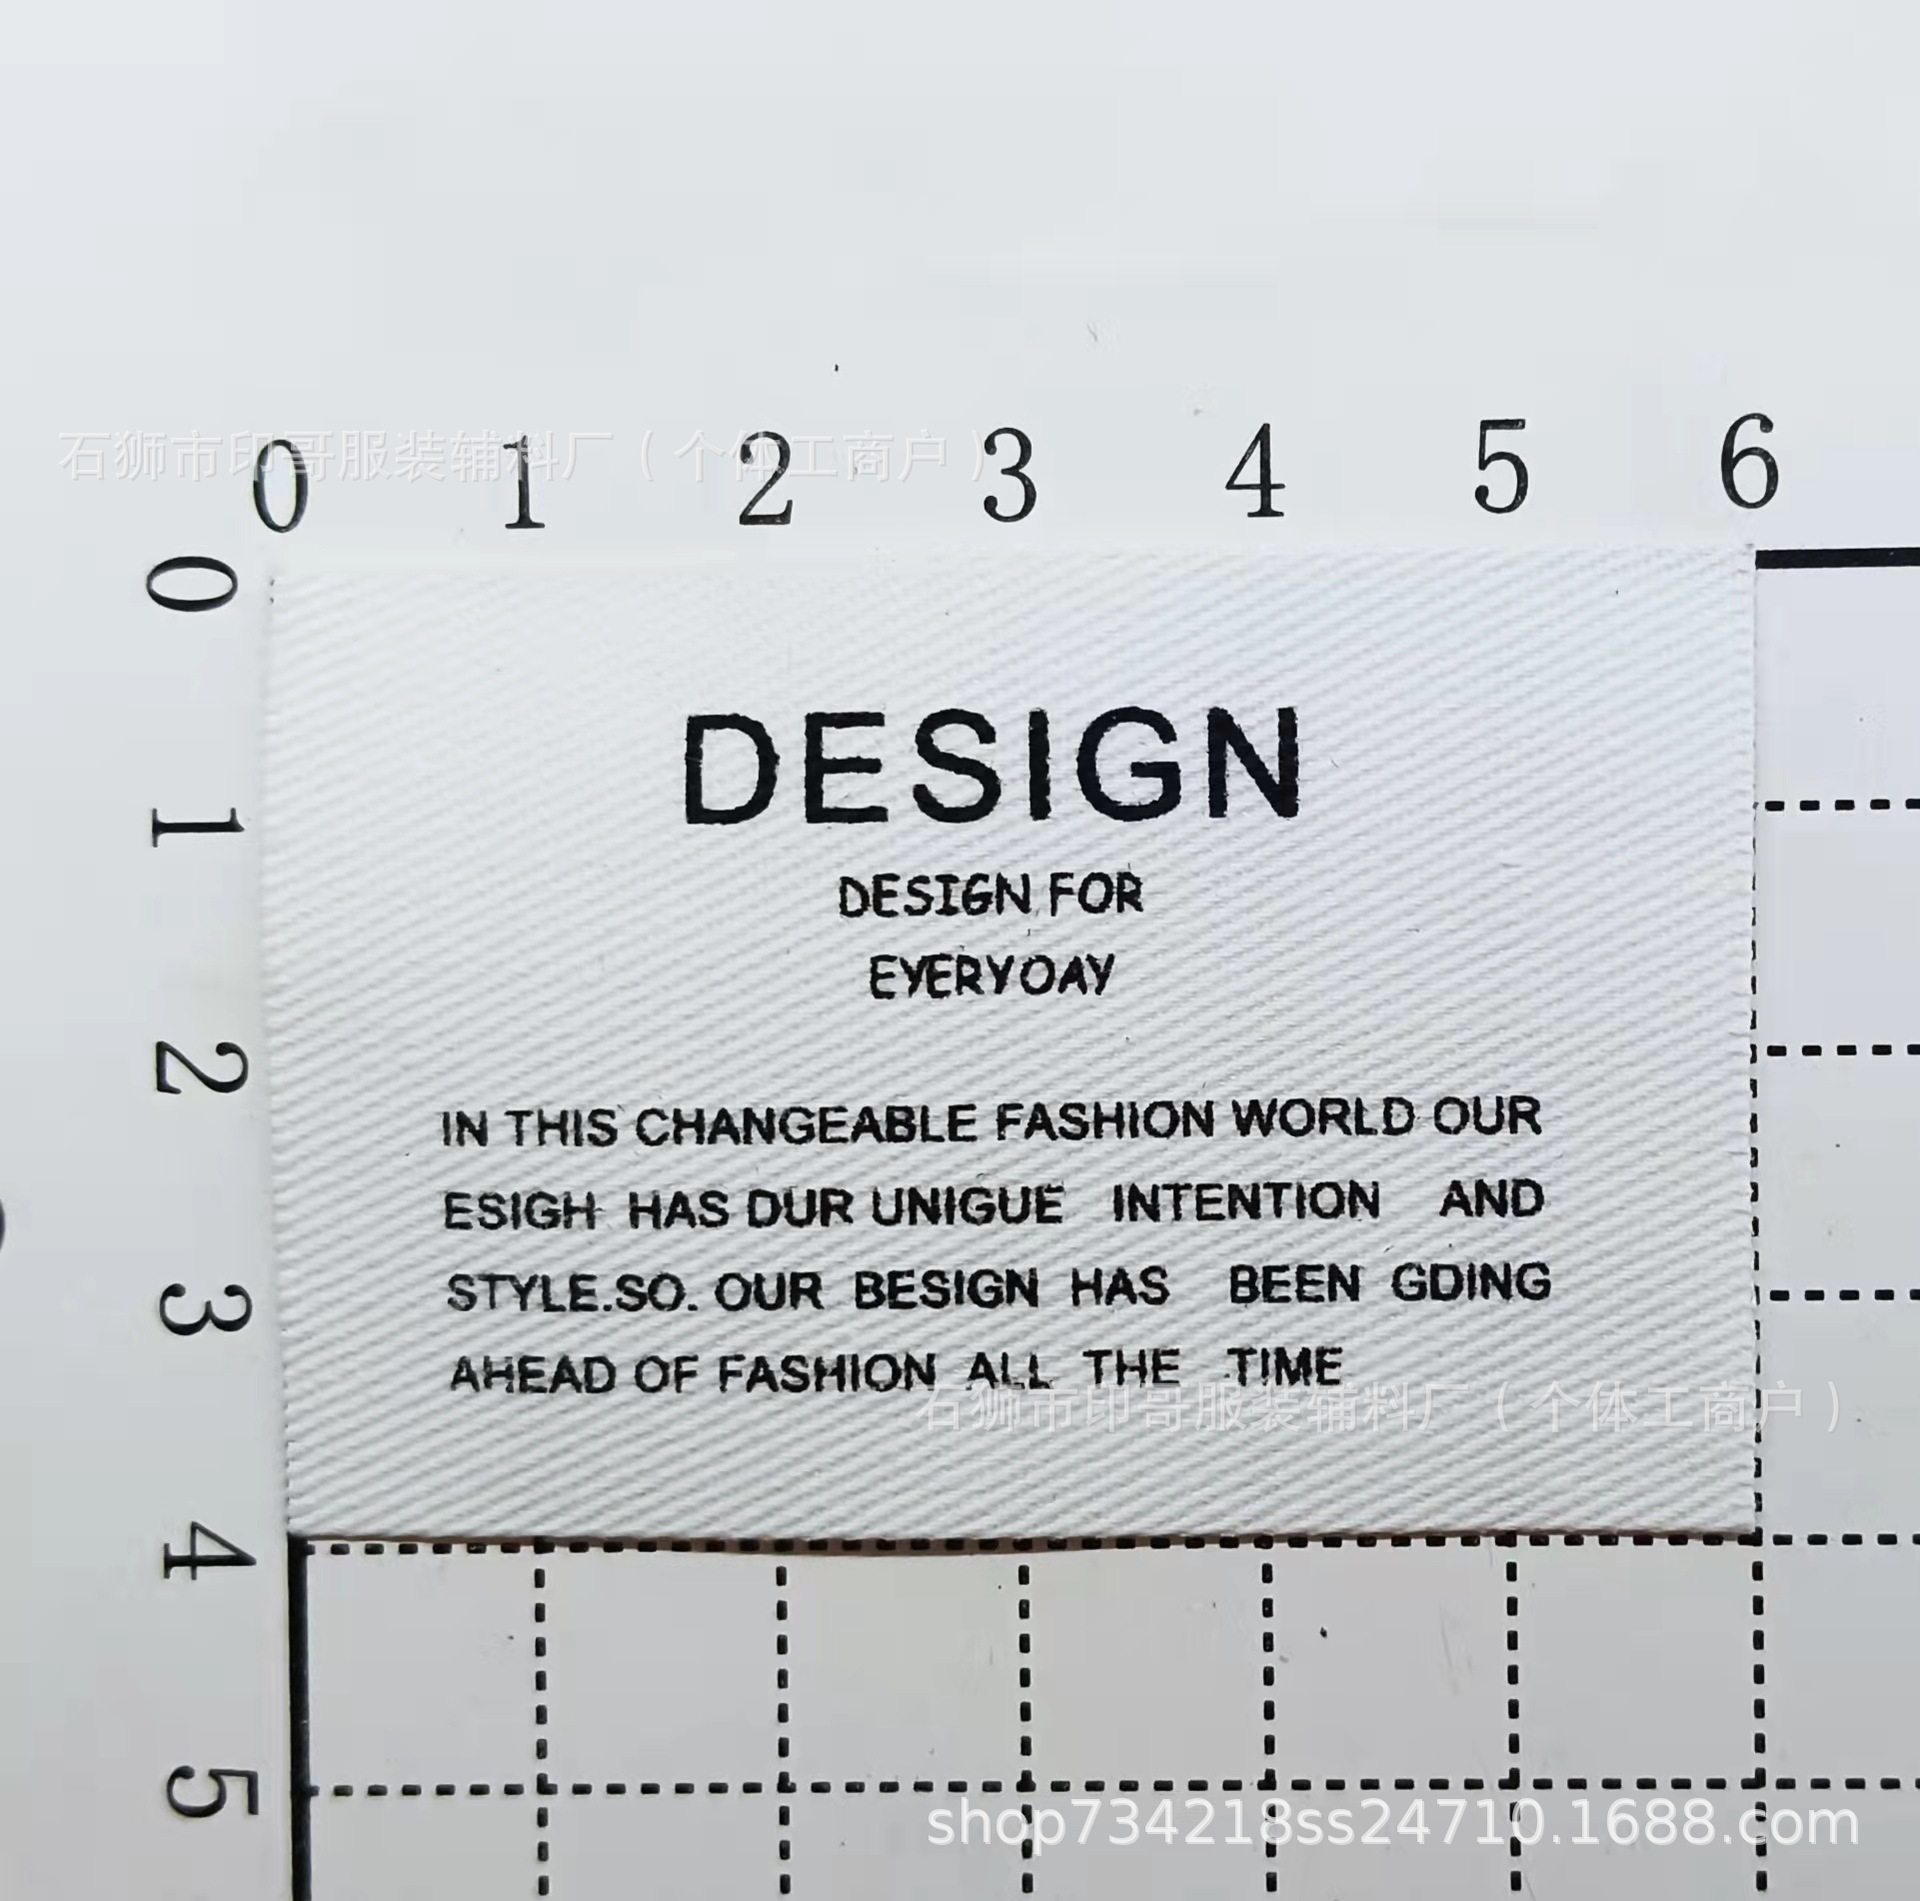 石狮市印哥服装辅料厂（个体工商户）
0 1 2 3 4 5 6
0
1
2
3
4
5
DESIGN
DESIGN FOR
EYERYOAY
IN THIS CHANGEABLE FASHION WORLD OUR
ESIGH HAS DUR UNIGUE INTENTION AND
STYLE.SO. OUR BESIGN HAS BEEN GDING
AHEAD OF FASHION ALL THE TIME
石狮市印哥服装辅料厂（个体工商户）
shop734218ss24710.1688.com